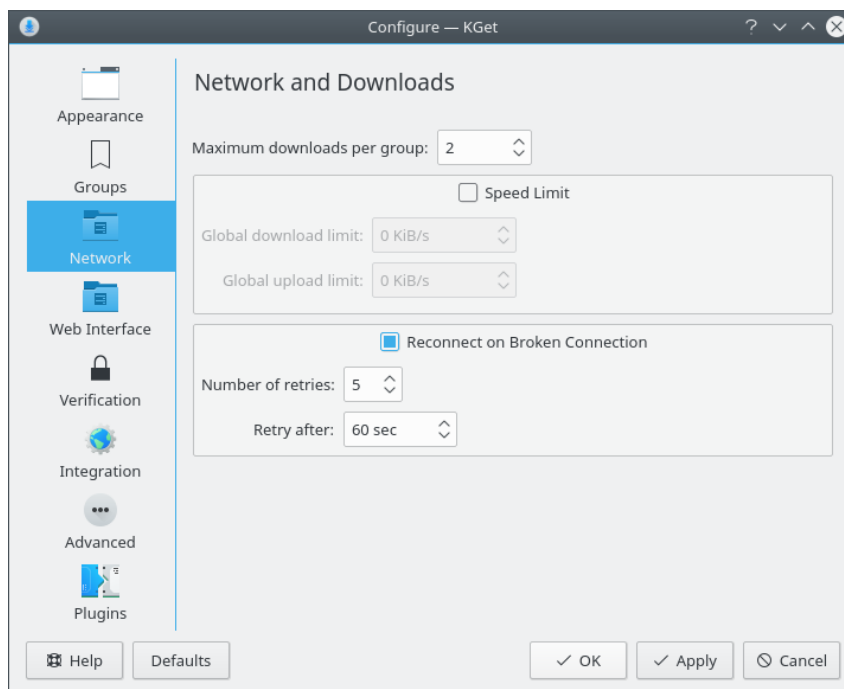 Configure — KGet
Appearance
Groups
Network
Web Interface
Verification
Integration
Advanced
Plugins
Network and Downloads
Maximum downloads per group: 2
Speed Limit
Global download limit: 0 KiB/s
Global upload limit: 0 KiB/s
Reconnect on Broken Connection
Number of retries: 5
Retry after: 60 sec
Help Defaults OK Apply Cancel